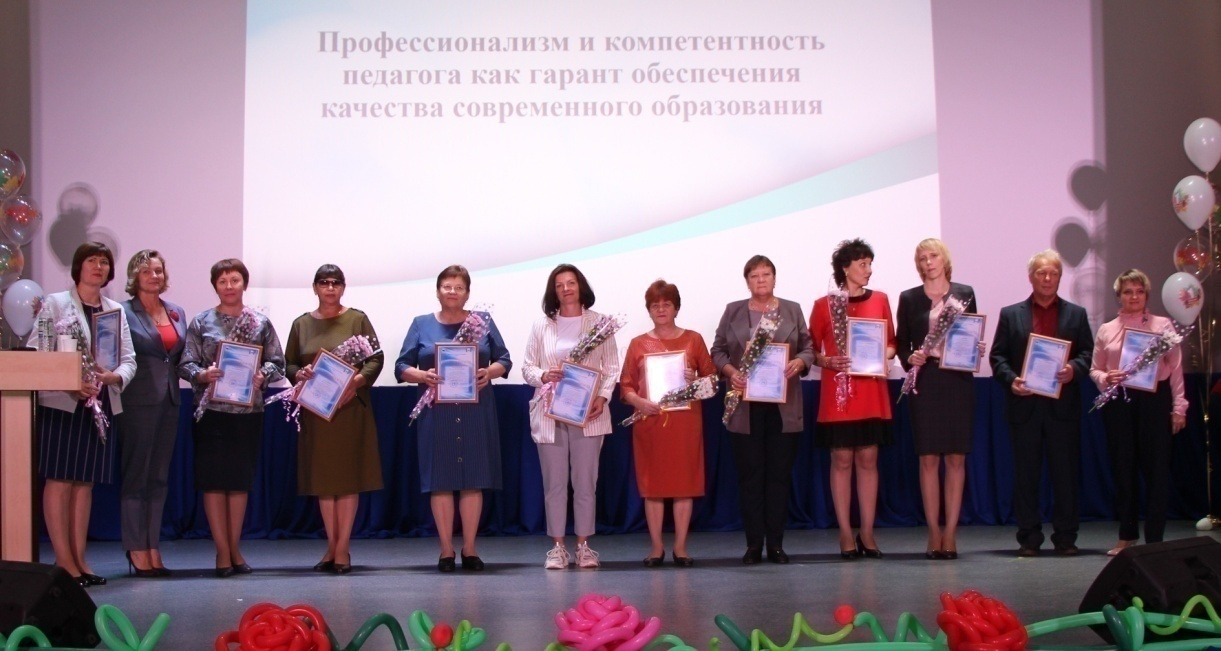 Профессионализм и компетентность
педагога как гарант обеспечения
качества современного образования